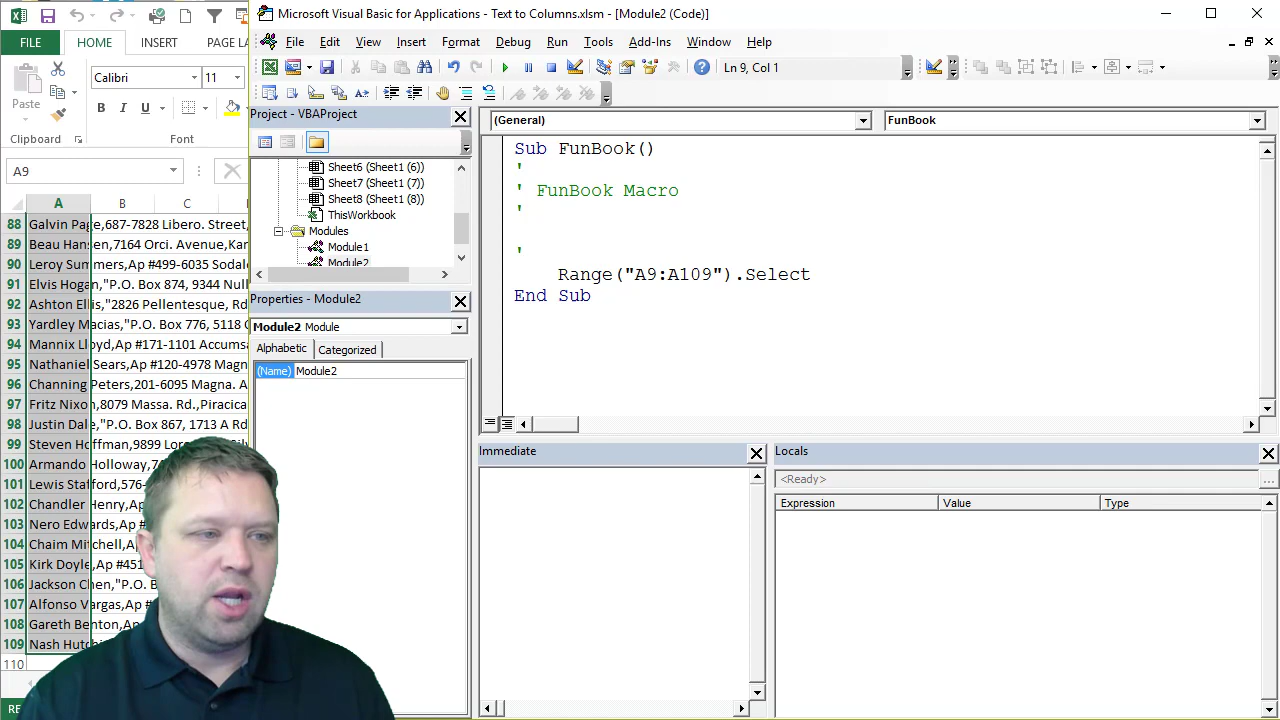 Microsoft Visual Basic for Applications - Text to Columns.xlsm - [Module2 (Code)]
FILE HOME INSERT PAGE LA
File Edit View Insert Format Debug Run Tools Add-Ins Window Help
Calibri 11
Ln 9, Col 1
Paste
B I U
Clipboard Font
A9
A B C
88 Galvin Page,687-7828 Libero. Street,
89 Beau Hansen,7164 Orci. Avenue,Kar
90 Leroy Summers,Ap #499-6035 Sodale
91 Elvis Hogan,"P.O. Box 874, 9344 Null
92 Ashton Ellis,"2826 Pellentesque, Rd
93 Yardley Macias,"P.O. Box 776, 5118 C
94 Mannix Lloyd,Ap #171-1101 Accumsa
95 Nathaniel Sears,Ap #120-4978 Magn
96 Channing Peters,201-6095 Magna. A
97 Fritz Nixon,8079 Massa. Rd.,Piracica
98 Justin Dale,"P.O. Box 867, 1713 A Rd
99 Steven Hoffman,9899 Lore
100 Armando Holloway,7
101 Lewis Stafford,576-
102 Chandler Henry,Ap
103 Nero Edwards,Ap
104 Chaim Mitchell,A
105 Kirk Doyle,Ap #451
106 Jackson Chen,"P.O.
107 Alfonso Vargas,Ap
108 Gareth Benton,Ap
109 Nash Hutch
110
RE
Project - VBAProject
Sheet6 (Sheet1 (6))
Sheet7 (Sheet1 (7))
Sheet8 (Sheet1 (8))
ThisWorkbook
Modules
Module1
Module2
Properties - Module2
Module2 Module
Alphabetic Categorized
(Name) Module2
(General) FunBook
Sub FunBook()
'
' FunBook Macro
'
'
Range("A9:A109").Select
End Sub
Immediate
Locals
<Ready>
Expression Value Type